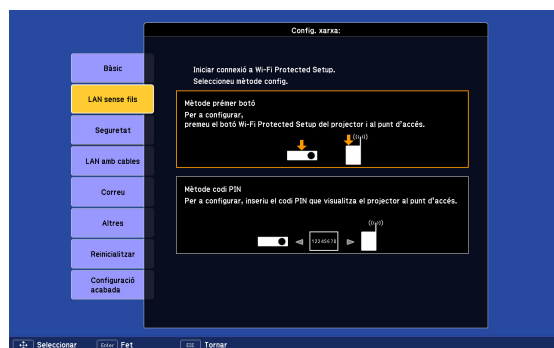 Config. xarxa:
Bàsic
LAN sense fils
Seguretat
LAN amb cables
Correu
Altres
Reinicialitzar
Configuració
acabada
Iniciar connexió a Wi-Fi Protected Setup.
Seleccioneu mètode config.
Mètode prémer botó
Per a configurar,
premeu el botó Wi-Fi Protected Setup del projector i al punt d'accés.
Mètode codi PIN
Per a configurar, inseriu el codi PIN que visualitza el projector al punt d'accés.
12345678
Seleccionar Enter Fet ESC Tornar